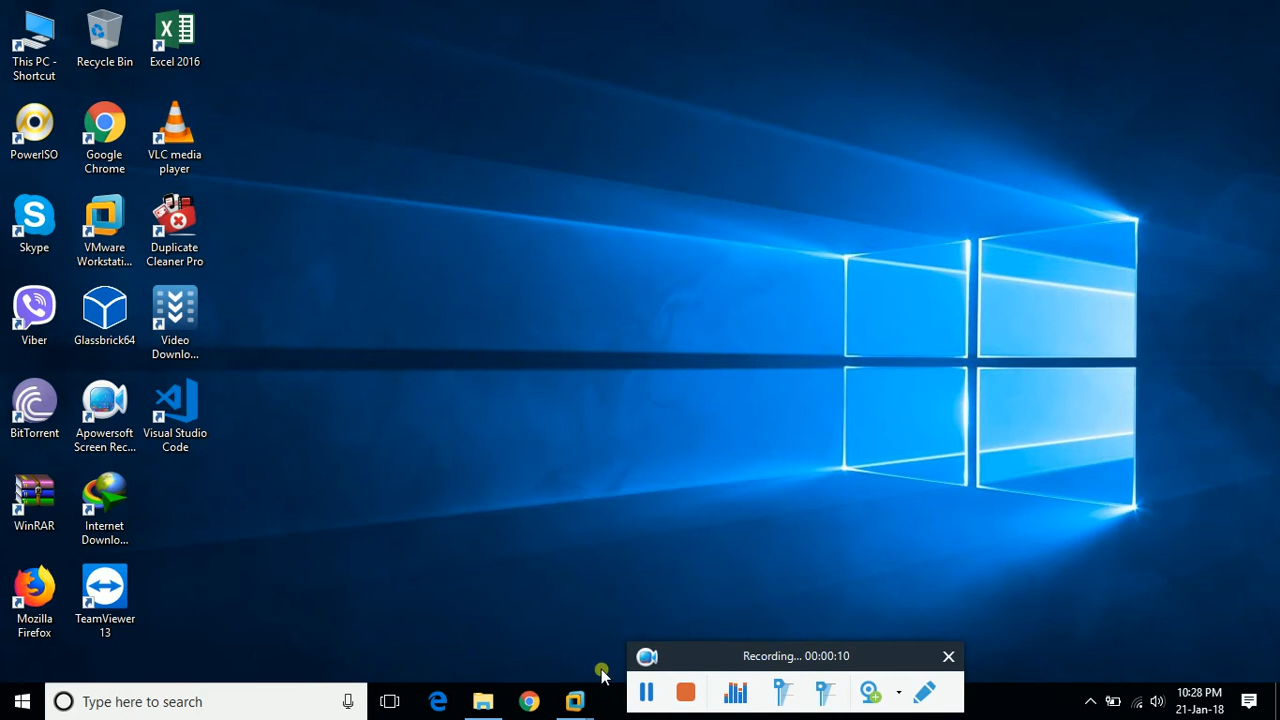 This PC -
Shortcut
Recycle Bin
Excel 2016
PowerISO
Google
Chrome
VLC media
player
Skype
VMware
Workstati...
Duplicate
Cleaner Pro
Viber
Glassbrick64
Video
Downlo...
BitTorrent
Apowersoft
Screen Rec...
Visual Studio
Code
WinRAR
Internet
Downlo...
Mozilla
Firefox
TeamViewer
13
Recording... 00:00:10
Type here to search
10:28 PM
21-Jan-18